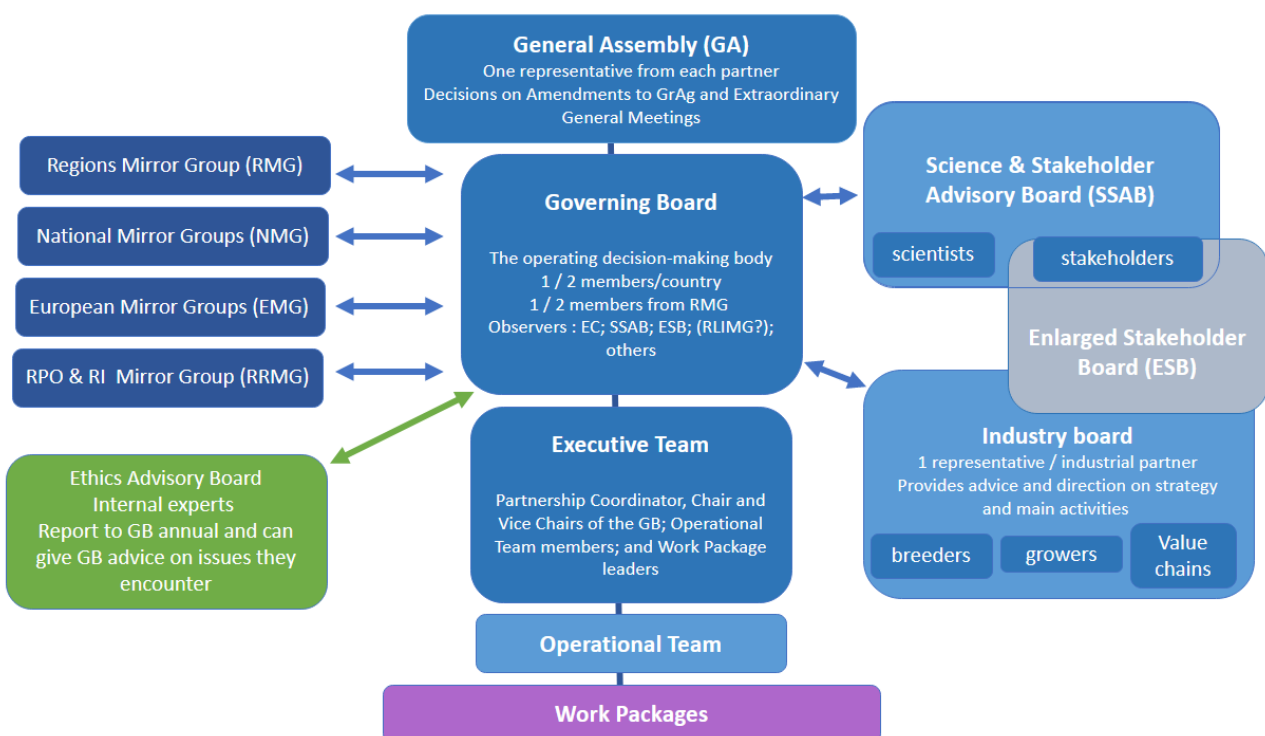 General Assembly (GA)
One representative from each partner
Decisions on Amendments to GrAg and Extraordinary
General Meetings
Regions Mirror Group (RMG)
National Mirror Groups (NMG)
European Mirror Groups (EMG)
RPO & RI  Mirror Group (RRMG)
Ethics Advisory Board
Internal experts
Report to GB annual and can
give GB advice on issues they
encounter
Governing Board
The operating decision-making body
1 / 2 members/country
1 / 2 members from RMG
Observers : EC; SSAB; ESB; (RLIMG?);
others
Executive Team
Partnership Coordinator, Chair and
Vice Chairs of the GB; Operational
Team members; and Work Package
leaders
Operational Team
Work Packages
Science & Stakeholder
Advisory Board (SSAB)
scientists
stakeholders
Enlarged Stakeholder
Board (ESB)
Industry board
1 representative / industrial partner
Provides advice and direction on strategy
and main activities
breeders
growers
Value
chains